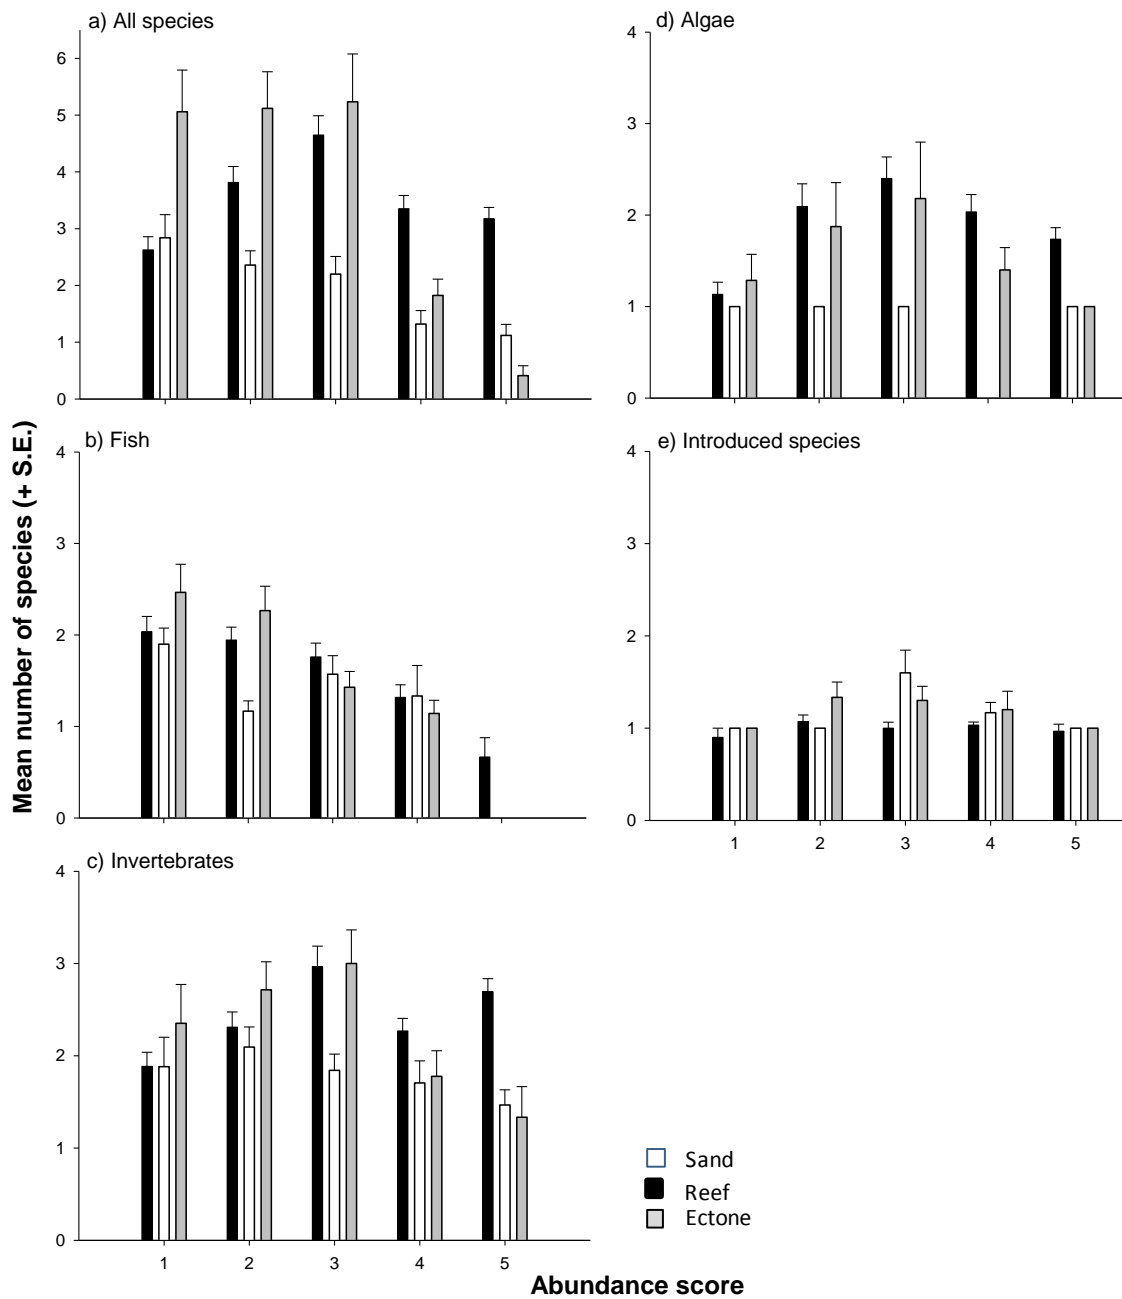 a) All species
6
5
4
3
2
1
0
d) Algae
4
3
2
1
0
Mean number of species (+ S.E.)
b) Fish
4
3
2
1
0
e) Introduced species
4
3
2
1
0
1 2 3 4 5
c) Invertebrates
4
3
2
1
0
1 2 3 4 5
Sand
Reef
Ectone
Abundance score